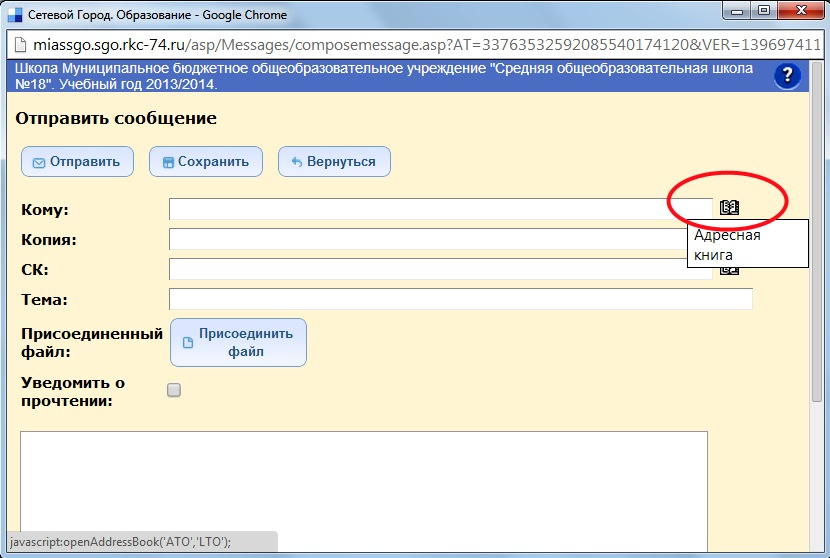 Сетевой Город. Образование - Google Chrome
miassgo.sgo.rkc-74.ru/asp/Messages/composemessage.asp?AT=33763532592085540174120&VER=139697411
Школа Муниципальное бюджетное общеобразовательное учреждение "Средняя общеобразовательная школа
№18". Учебный год 2013/2014.
?
Отправить сообщение
Отправить Сохранить Вернуться
Кому:
Копия:
Адресная
книга
СК:
Тема:
Присоединенный
файл:
Присоединить
файл
Уведомить о
прочтении:
javascript:openAddressBook('ATO','LTO');